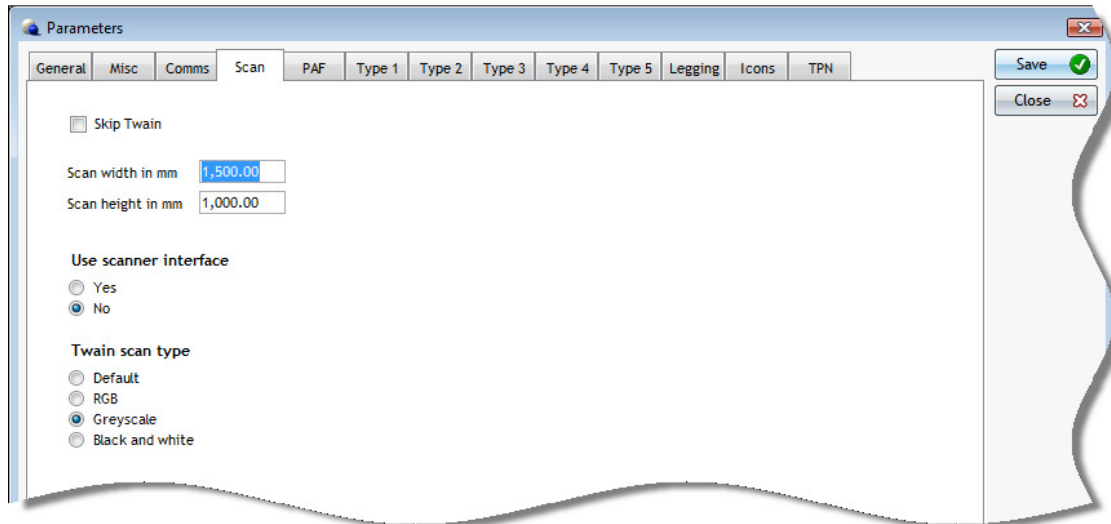 Parameters
General Misc Comms Scan PAF Type 1 Type 2 Type 3 Type 4 Type 5 Legging Icons TPN
Save
Close
Skip Twain
Scan width in mm 1,500.00
Scan height in mm 1,000.00
Use scanner interface
Yes
No
Twain scan type
Default
RGB
Greyscale
Black and white